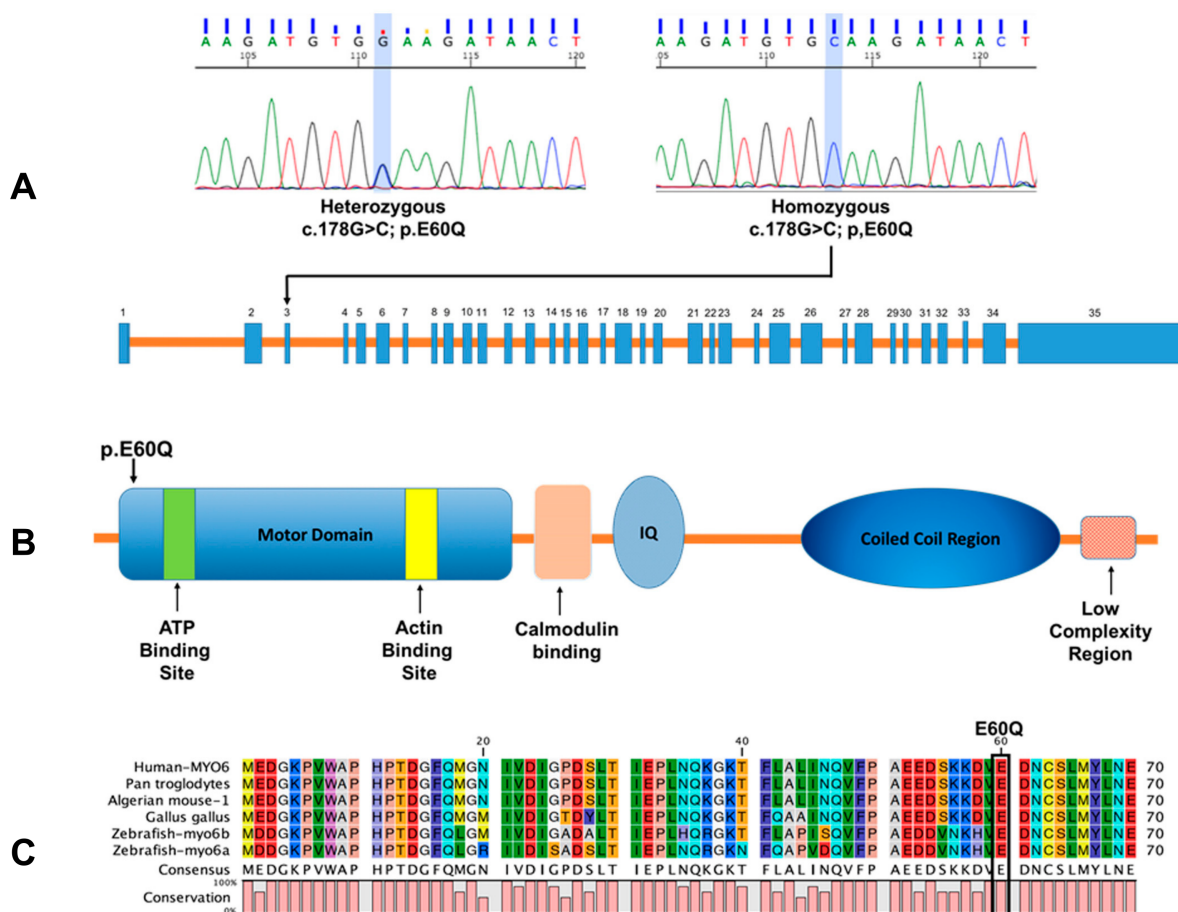 A A G A T G T G G A A G A T A A C T
105 110 115 120
A A G A T G T G C A A G A T A A C T
05 110 115 120
A
Heterozygous
c.178G>C; p.E60Q
Homozygous
c.178G>C; p,E60Q
1 2 3 4 5 6 7 8 9 10 11 12 13 14 15 16 17 18 19 20 21 22 23 24 25 26 27 28 29 30 31 32 33 34 35
p.E60Q
B
Motor Domain
IQ
Coiled Coil Region
ATP
Binding
Site
Actin
Binding
Site
Calmodulin
binding
Low
Complexity
Region
E60Q
20 40 60
Human-MYO6 MEDGKPVWAP HPTDGFQMGN IVDIGPDSLT IEPLNQKGKT FLALINQVFP AEEDSKKDVE DNCSLMYLNE 70
Pan troglodytes MEDGKPVWAP HPTDGFQMGN IVDIGPDSLT IEPLNQKGKT FLALINQVFP AEEDSKKDVE DNCSLMYLNE 70
Algerian mouse-1 MEDGKPVWAP HPTDGFQMGN IVDIGPDSLT IEPLNQKGKT FLALINQVFP AEEDSKKDVE DNCSLMYLNE 70
Gallus gallus MEDGKPVWAP HPTDGFQMGM IVDIGTDYLT IEPLNQKGKT FQAAINQVFP AEEDSKKDVE DNCSLMYLNE 70
Zebrafish-myo6b MDDGKPVWAP HPTDGFQLGM IVDIGADALT IEPLHQRGKT FLAPISQVFP AEEDVNKHVE DNCSLMYLNE 70
Zebrafish-myo6a MDDGKPVWAP HPTDGFQLGR IIDISADSLT IEPLNQRGKN FQAPVDQVFP AEEDVNKHVE DNCSLMYLNE 70
C
Consensus MEDGKPVWAP HPTDGFQMGN IVDIGPDSLT IEPLNQKGKT FLALINQVFP AEEDSKKDVE DNCSLMYLNE
100%
Conservation
0%